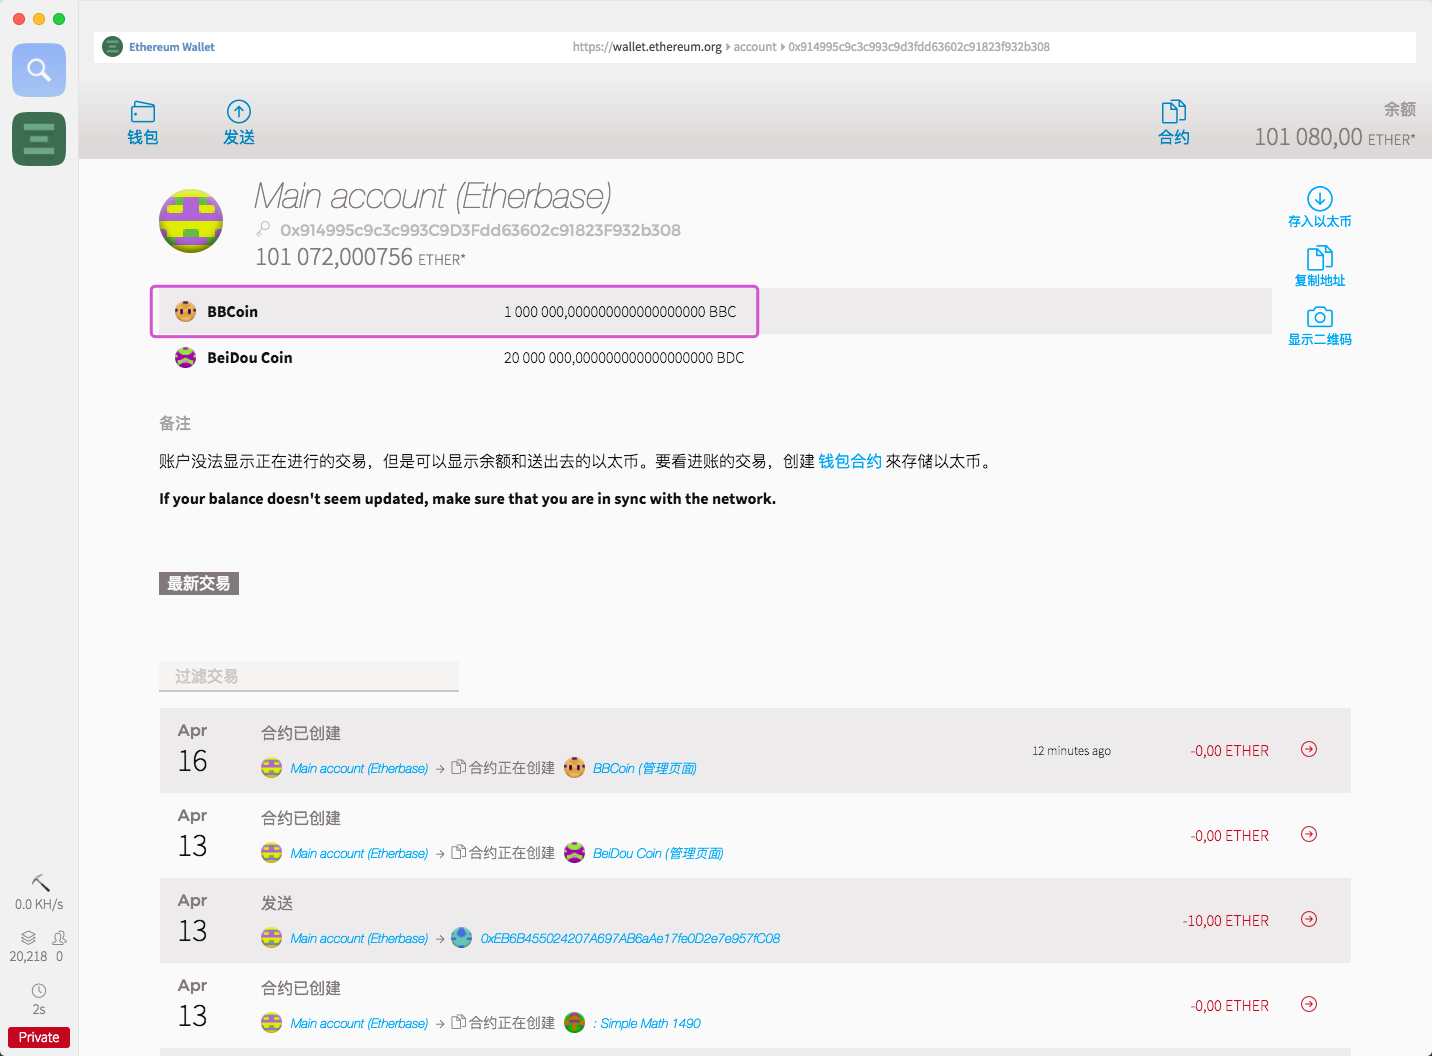 Ethereum Wallet
https://wallet.ethereum.org ▸ account ▸ 0x914995c9c3c993c9d3fdd63602c91823f932b308
钱包
发送
合约
余额
101 080,00 ETHER*
Main account (Etherbase)
0x914995c9c3c993C9D3Fdd63602c91823F932b308
101 072,000756 ETHER*
存入以太币
复制地址
显示二维码
BBCoin 1 000 000,000000000000000000 BBC
BeiDou Coin 20 000 000,000000000000000000 BDC
备注
账户没法显示正在进行的交易，但是可以显示余额和送出去的以太币。要看进账的交易，创建 钱包合约 來存储以太币。
If your balance doesn't seem updated, make sure that you are in sync with the network.
最新交易
过滤交易
Apr 16
合约已创建
Main account (Etherbase) → 合约正在创建 BBCoin (管理页面)
12 minutes ago
-0,00 ETHER
Apr 13
合约已创建
Main account (Etherbase) → 合约正在创建 BeiDou Coin (管理页面)
-0,00 ETHER
Apr 13
发送
Main account (Etherbase) → 0xEB6B455024207A697AB6aAe17fe0D2e7e957fC08
-10,00 ETHER
Apr 13
合约已创建
Main account (Etherbase) → 合约正在创建 : Simple Math 1490
-0,00 ETHER
0.0 KH/s
20,218 0
2s
Private